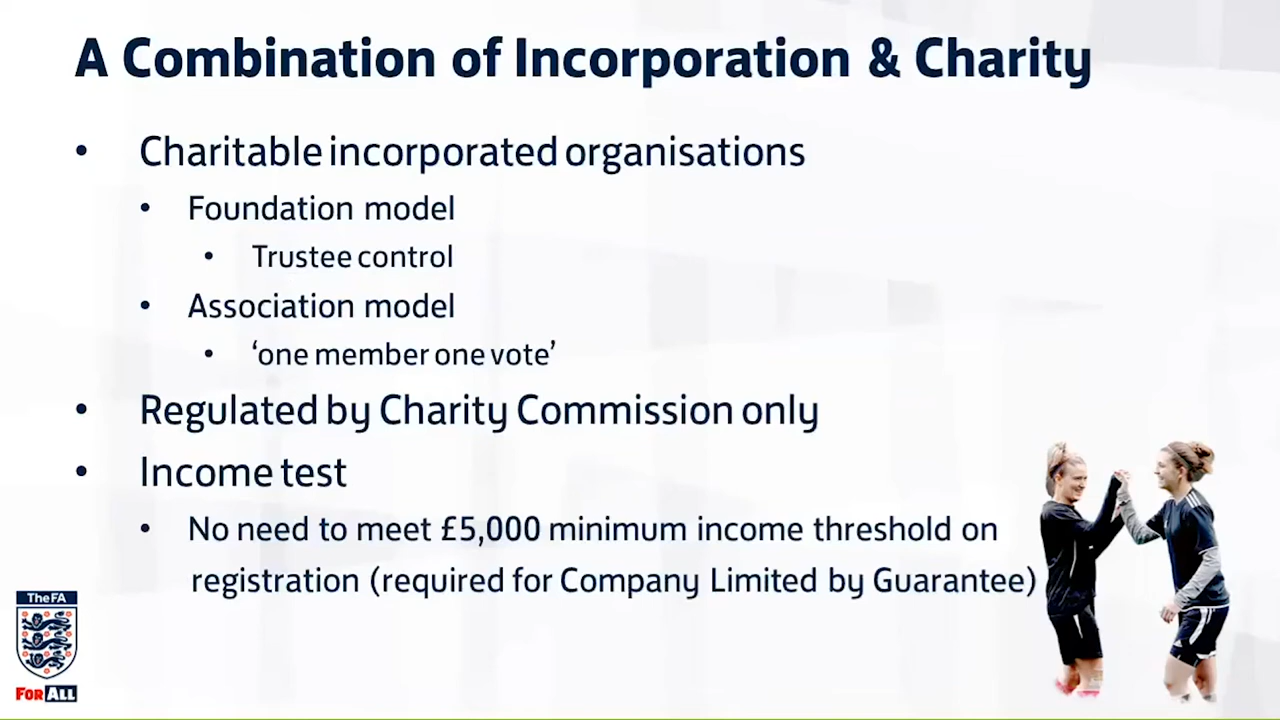 A Combination of Incorporation & Charity
• Charitable incorporated organisations
• Foundation model
• Trustee control
• Association model
• ‘one member one vote’
• Regulated by Charity Commission only
• Income test
• No need to meet £5,000 minimum income threshold on
registration (required for Company Limited by Guarantee)
The FA
FOR ALL